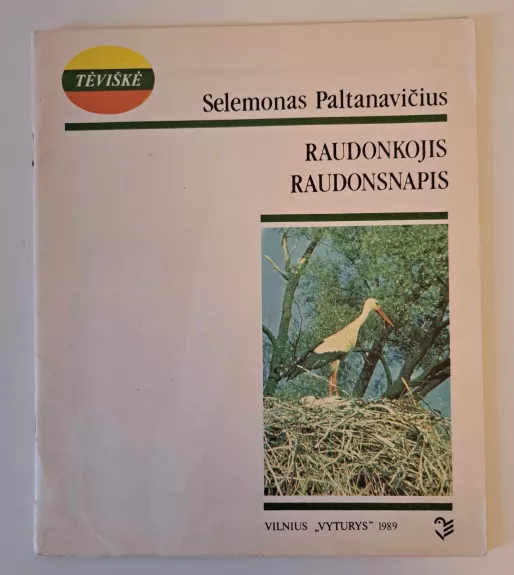 TĖVIŠKĖ
Selemonas Paltanavičius
RAUDONKOJIS
RAUDONSNAPIS
VILNIUS „VYTURYS" 1989